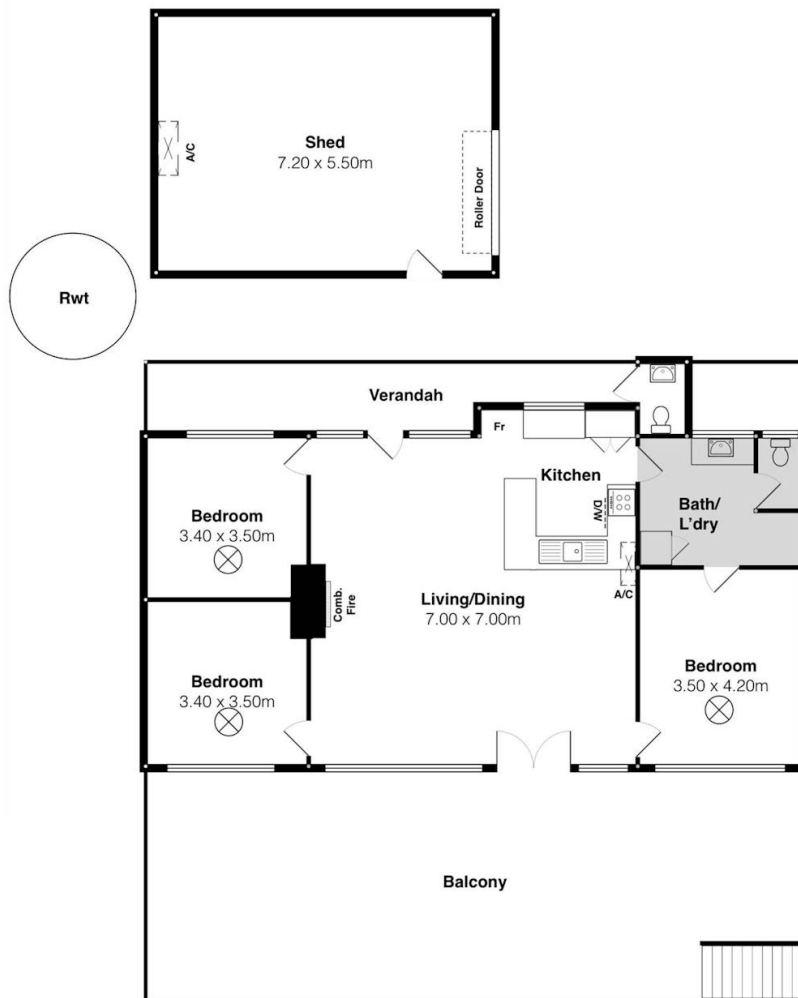 Shed
7.20 x 5.50m
A/C
Roller Door
Rwt
Verandah
Fr
Kitchen
D/W
Bath/
L'dry
Bedroom
3.40 x 3.50m
Comb.
Fire
Living/Dining
7.00 x 7.00m
A/C
Bedroom
3.40 x 3.50m
Bedroom
3.50 x 4.20m
Balcony